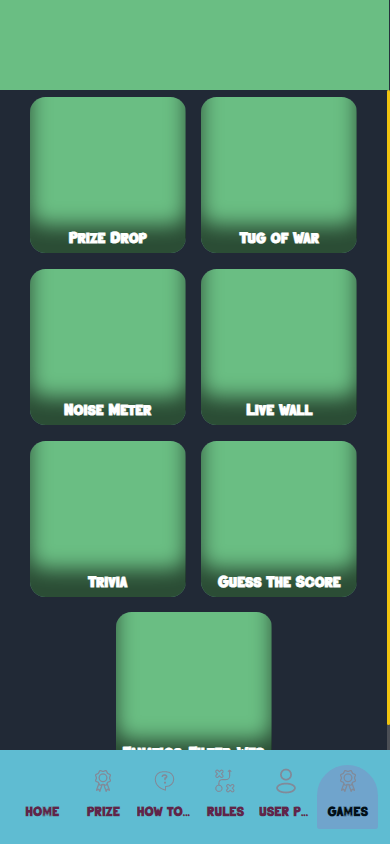 Prize Drop
Tug of War
Noise Meter
Live Wall
Trivia
Guess the Score
HOME
PRIZE
HOW TO...
RULES
USER P...
GAMES